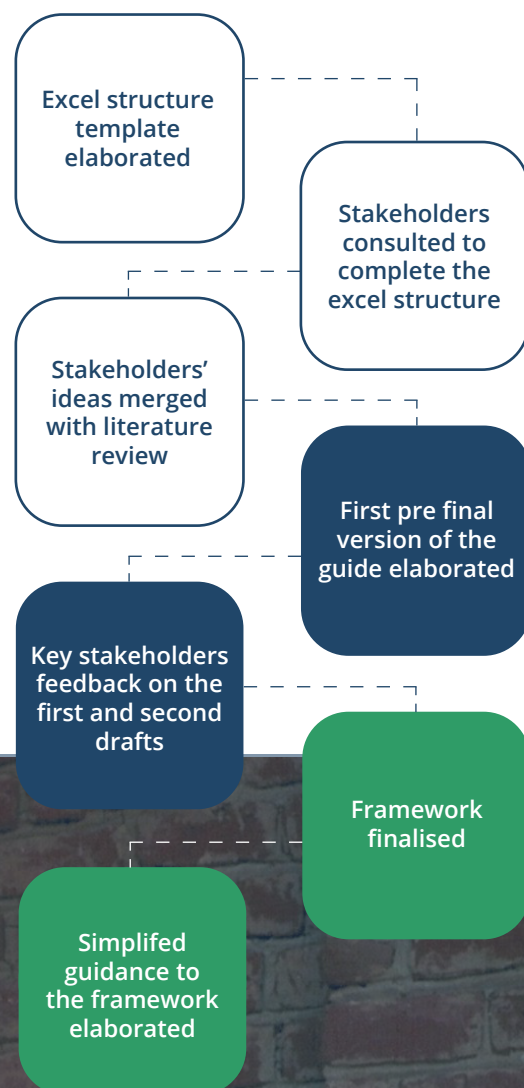 Excel structure
template
elaborated
Stakeholders
consulted to
complete the
excel structure
Stakeholders’
ideas merged
with literature
review
First pre final
version of the
guide elaborated
Key stakeholders
feedback on the
first and second
drafts
Framework
finalised
Simplifed
guidance to
the framework
elaborated